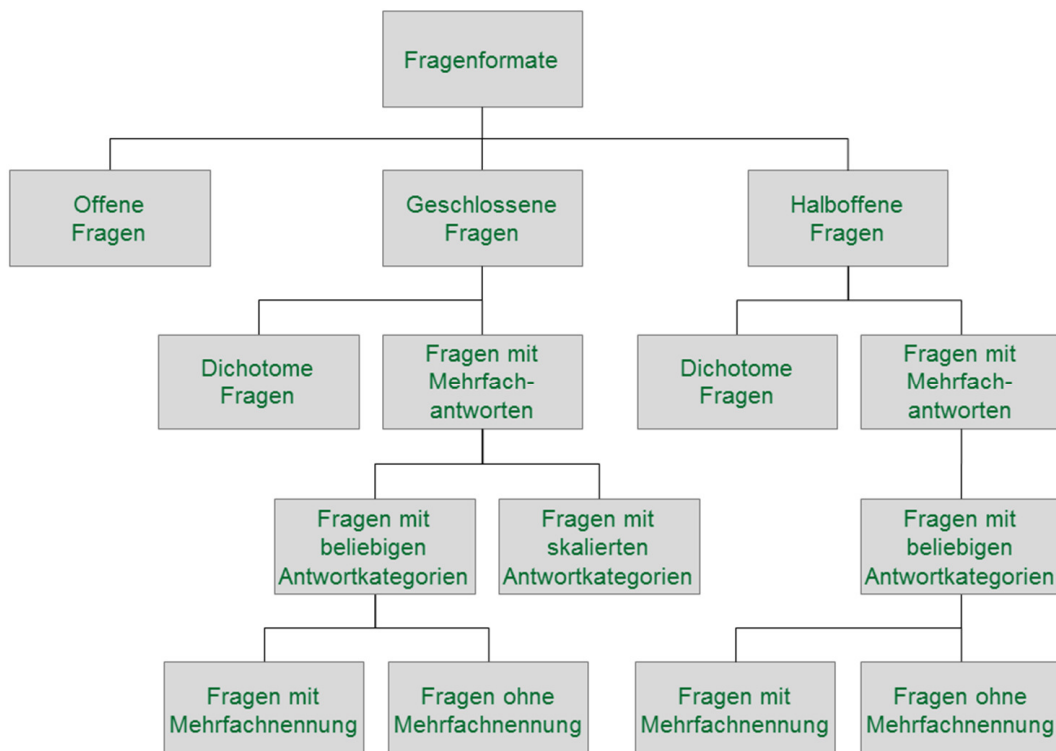 Fragenformate
Offene
Fragen
Geschlossene
Fragen
Halboffene
Fragen
Dichotome
Fragen
Fragen mit
Mehrfach-
antworten
Dichotome
Fragen
Fragen mit
Mehrfach-
antworten
Fragen mit
beliebigen
Antwortkategorien
Fragen mit
skalierten
Antwortkategorien
Fragen mit
beliebigen
Antwortkategorien
Fragen mit
Mehrfachnennung
Fragen ohne
Mehrfachnennung
Fragen mit
Mehrfachnennung
Fragen ohne
Mehrfachnennung